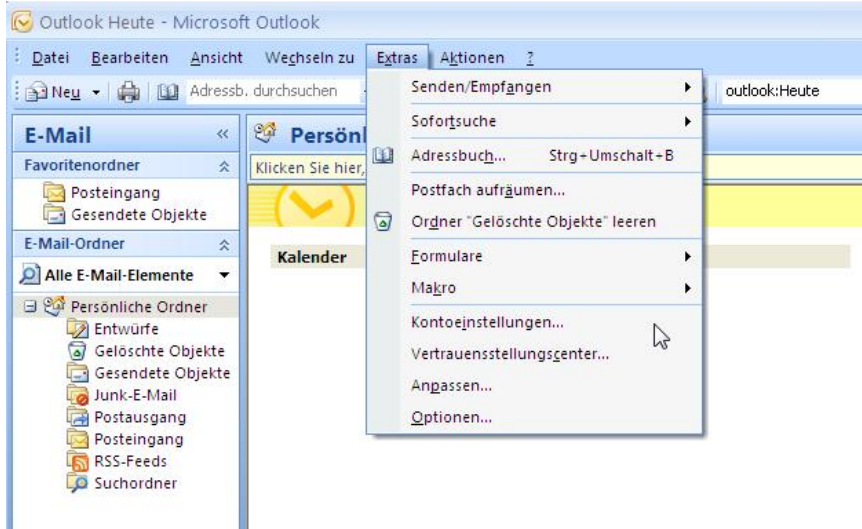 Outlook Heute - Microsoft Outlook
Datei Bearbeiten Ansicht Wechseln zu Extras Aktionen ?
Neu Adressb. durchsuchen outlook:Heute
E-Mail «
Favoritenordner
Posteingang
Gesendete Objekte
E-Mail-Ordner
Alle E-Mail-Elemente
Persönliche Ordner
Entwürfe
Gelöschte Objekte
Gesendete Objekte
Junk-E-Mail
Postausgang
Posteingang
RSS-Feeds
Suchordner
Persönl
Klicken Sie hier,
Kalender
Senden/Empfangen
Sofortsuche
Adressbuch... Strg+Umschalt+B
Postfach aufräumen...
Ordner "Gelöschte Objekte" leeren
Formulare
Makro
Kontoeinstellungen...
Vertrauensstellungscenter...
Anpassen...
Optionen...